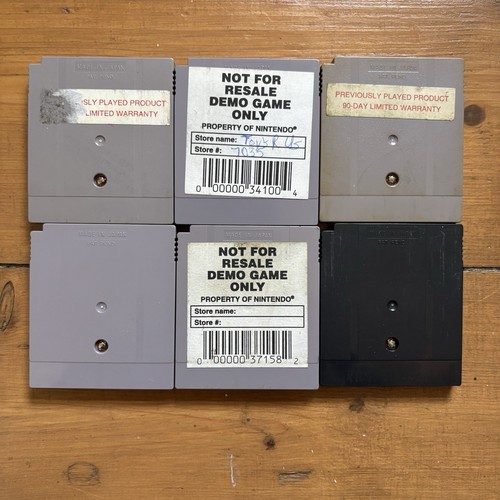 SLY PLAYED PRODUCT
LIMITED WARRANTY
NOT FOR
RESALE
DEMO GAME
ONLY
PROPERTY OF NINTENDO®
Store name: Toys R Us
Store #: 7035
0 00000 34100 4
PREVIOUSLY PLAYED PRODUCT
90-DAY LIMITED WARRANTY
NOT FOR
RESALE
DEMO GAME
ONLY
PROPERTY OF NINTENDO®
Store name:
Store #:
0 00000 37158 2